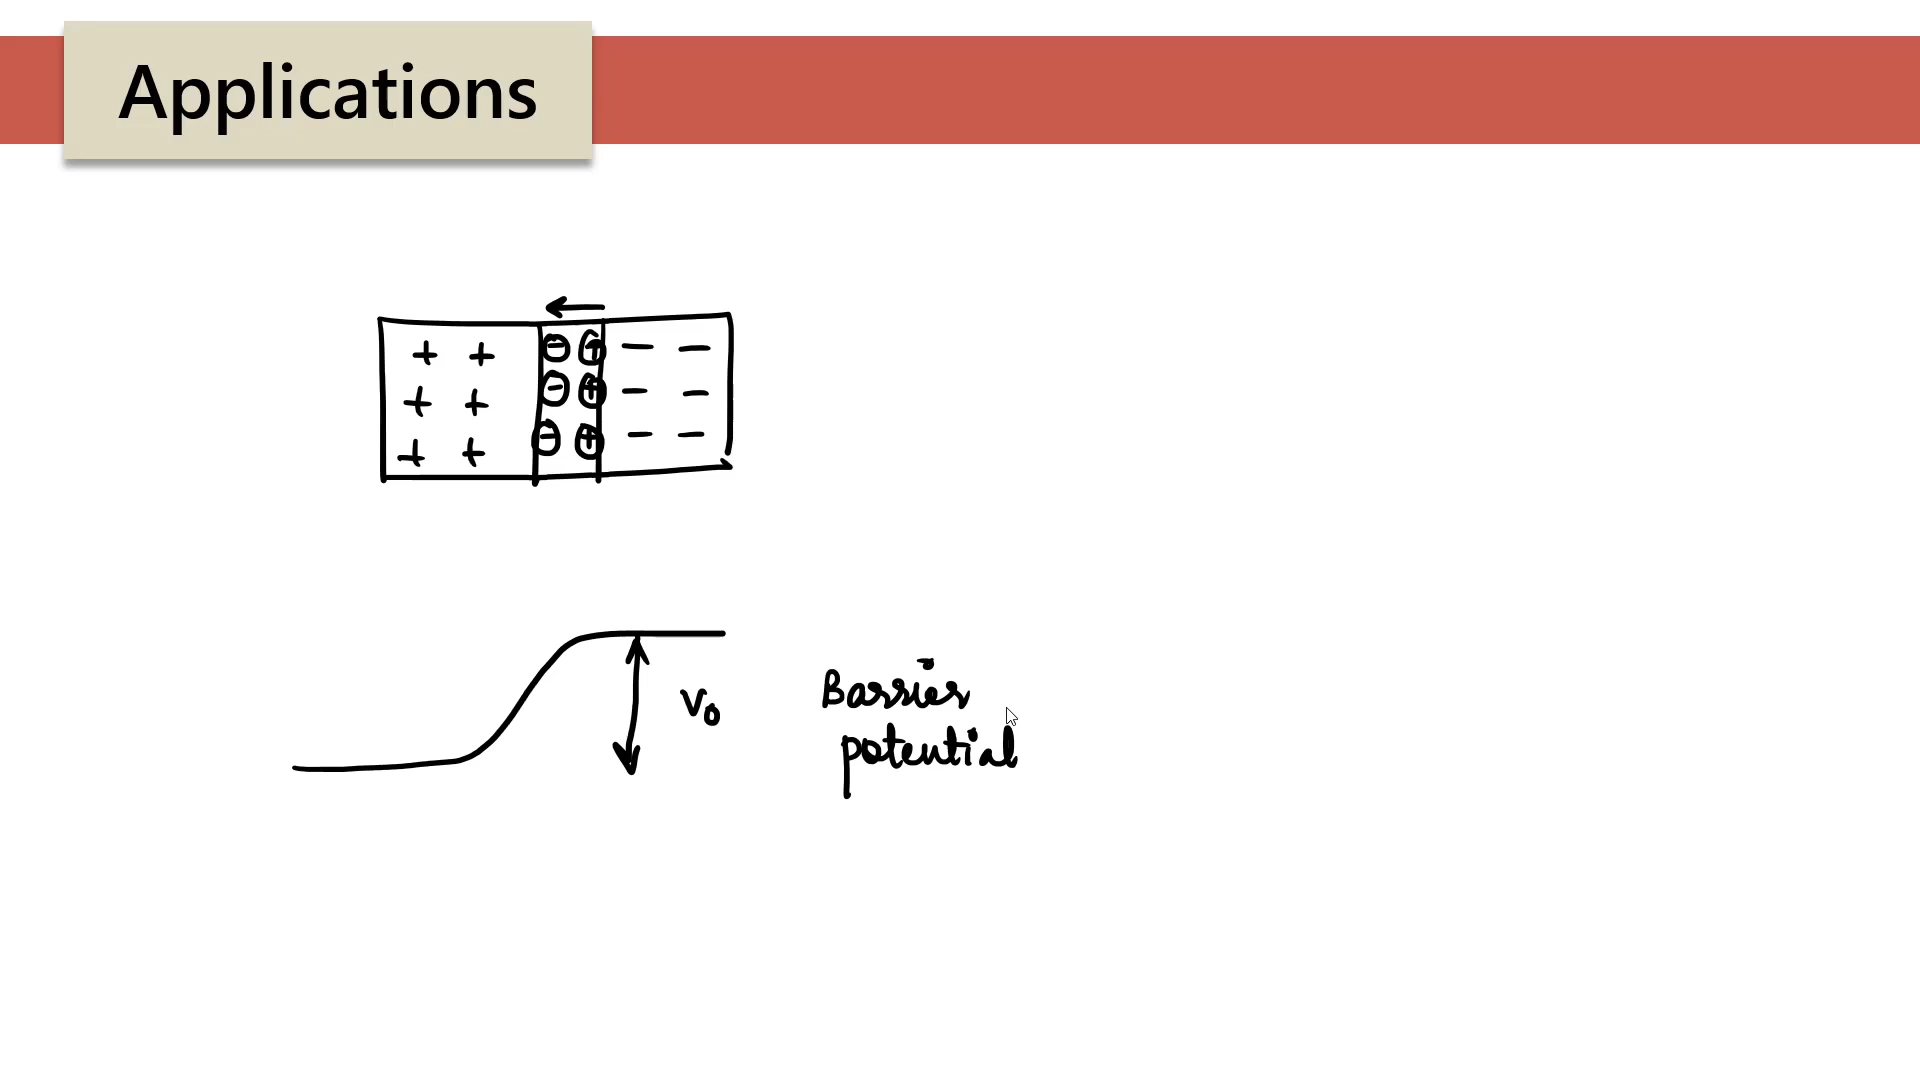 Applications
+ + ⊖ ⊕ — —
+ + ⊖ ⊕ — —
+ + ⊖ ⊕ — —
V₀
Barrier
potential